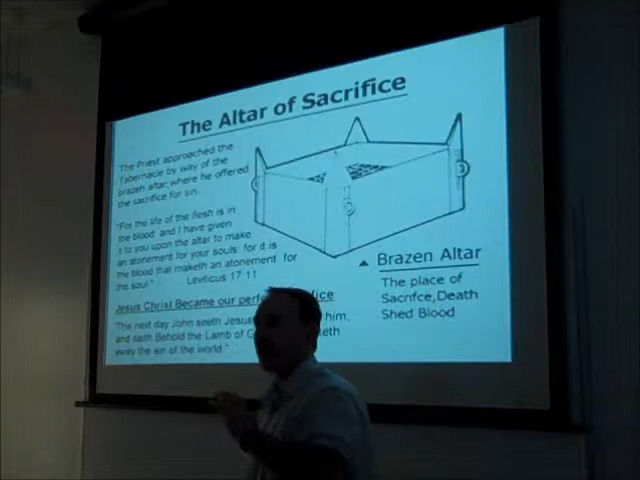 The Altar of Sacrifice
The Priest approached the
Tabernacle by way of the
brazen altar, where he offered
the sacrifice for sin.
"For the life of the flesh is in
the blood and I have given
it to you upon the altar to make
an atonement for your souls: for it is
the blood that maketh an atonement for
the soul." Leviticus 17:11
Jesus Christ Became our
"The next day John seeth Jesus him,
and saith Behold the Lamb of
away the sin of the world."
Brazen Altar
The place of
Sacrifce,Death
Shed Blood